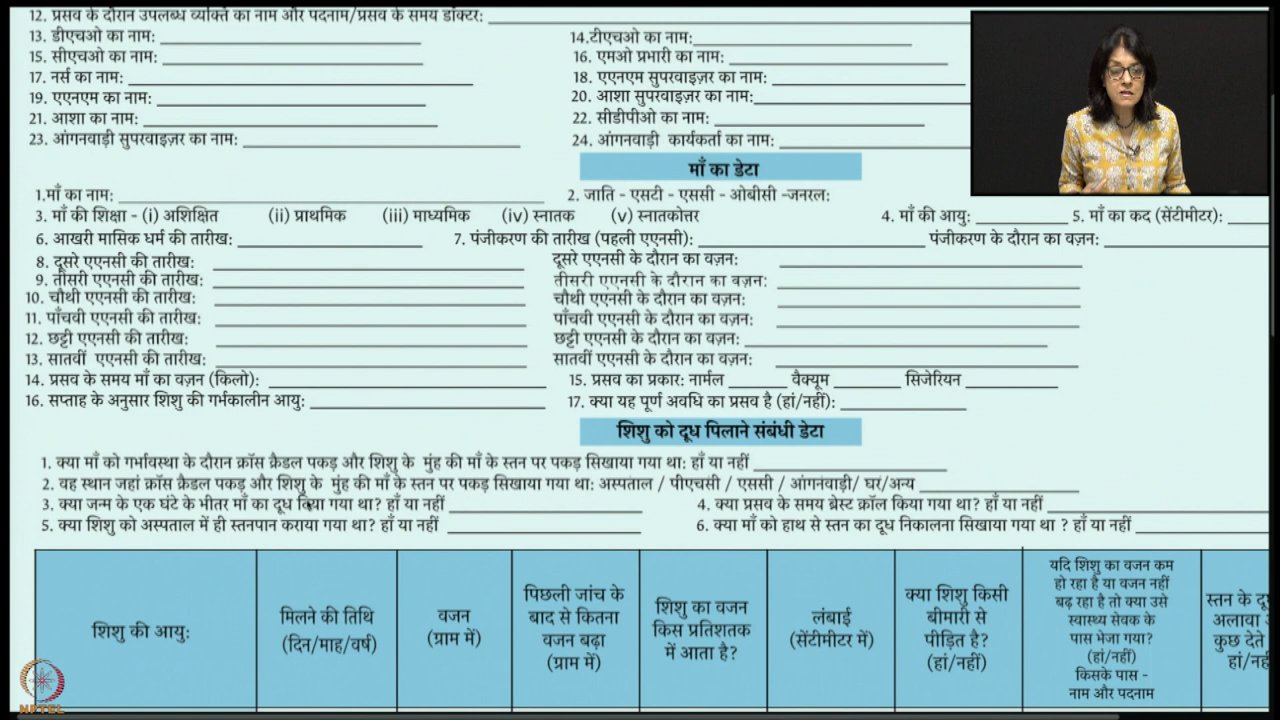 12. प्रसव के दौरान उपलब्ध व्यक्ति का नाम और पदनाम/प्रसव के समय डॉक्टर:
13. डीएचओ का नाम: 14.टीएचओ का नाम:
15. सीएचओ का नाम: 16. एमओ प्रभारी का नाम:
17. नर्स का नाम: 18. एएनएम सुपरवाइज़र का नाम:
19. एएनएम का नाम: 20. आशा सुपरवाइज़र का नाम:
21. आशा का नाम: 22. सीडीपीओ का नाम:
23. आंगनवाड़ी सुपरवाइज़र का नाम: 24. आंगनवाड़ी कार्यकर्ता का नाम:
माँ का डेटा
1.माँ का नाम: 2. जाति - एसटी - एससी - ओबीसी -जनरल:
3. माँ की शिक्षा - (i) अशिक्षित (ii) प्राथमिक (iii) माध्यमिक (iv) स्नातक (v) स्नातकोत्तर 4. माँ की आयु: 5. माँ का कद (सेंटीमीटर):
6. आखरी मासिक धर्म की तारीख: 7. पंजीकरण की तारीख (पहली एएनसी): पंजीकरण के दौरान का वज़न:
8. दूसरे एएनसी की तारीख: दूसरे एएनसी के दौरान का वज़न:
9. तीसरी एएनसी की तारीख: तीसरी एएनसी के दौरान का वज़न:
10. चौथी एएनसी की तारीख: चौथी एएनसी के दौरान का वज़न:
11. पाँचवी एएनसी की तारीख: पाँचवी एएनसी के दौरान का वज़न:
12. छट्टी एएनसी की तारीख: छट्टी एएनसी के दौरान का वज़न:
13. सातवीं एएनसी की तारीख: सातवीं एएनसी के दौरान का वज़न:
14. प्रसव के समय माँ का वज़न (किलो): 15. प्रसव का प्रकार: नार्मल वैक्यूम सिजेरियन
16. सप्ताह के अनुसार शिशु की गर्भकालीन आयु: 17. क्या यह पूर्ण अवधि का प्रसव है (हां/नहीं):
शिशु को दूध पिलाने संबंधी डेटा
1. क्या माँ को गर्भावस्था के दौरान क्रॉस क्रैडल पकड़ और शिशु के मुंह की माँ के स्तन पर पकड़ सिखाया गया था: हाँ या नहीं
2. वह स्थान जहां क्रॉस क्रैडल पकड़ और शिशु के मुंह की माँ के स्तन पर पकड़ सिखाया गया था: अस्पताल / पीएचसी / एससी / आंगनवाड़ी/ घर/अन्य
3. क्या जन्म के एक घंटे के भीतर माँ का दूध दिया गया था? हाँ या नहीं 4. क्या प्रसव के समय ब्रेस्ट क्रॉल किया गया था? हाँ या नहीं
5. क्या शिशु को अस्पताल में ही स्तनपान कराया गया था? हाँ या नहीं 6. क्या माँ को हाथ से स्तन का दूध निकालना सिखाया गया था ? हाँ या नहीं
शिशु की आयु:
मिलने की तिथि
(दिन/माह/वर्ष)
वजन
(ग्राम में)
पिछली जांच के
बाद से कितना
वजन बढ़ा
(ग्राम में)
शिशु का वजन
किस प्रतिशतक
में आता है?
लंबाई
(सेंटीमीटर में)
क्या शिशु किसी
बीमारी से
पीड़ित है?
(हां/नहीं)
यदि शिशु का वजन कम
हो रहा है या वजन नहीं
बढ़ रहा है तो क्या उसे
स्वास्थ्य सेवक के
पास भेजा गया?
(हां/नहीं)
किसके पास -
नाम और पदनाम
स्तन के
अलावा
कुछ देते
NPTEL